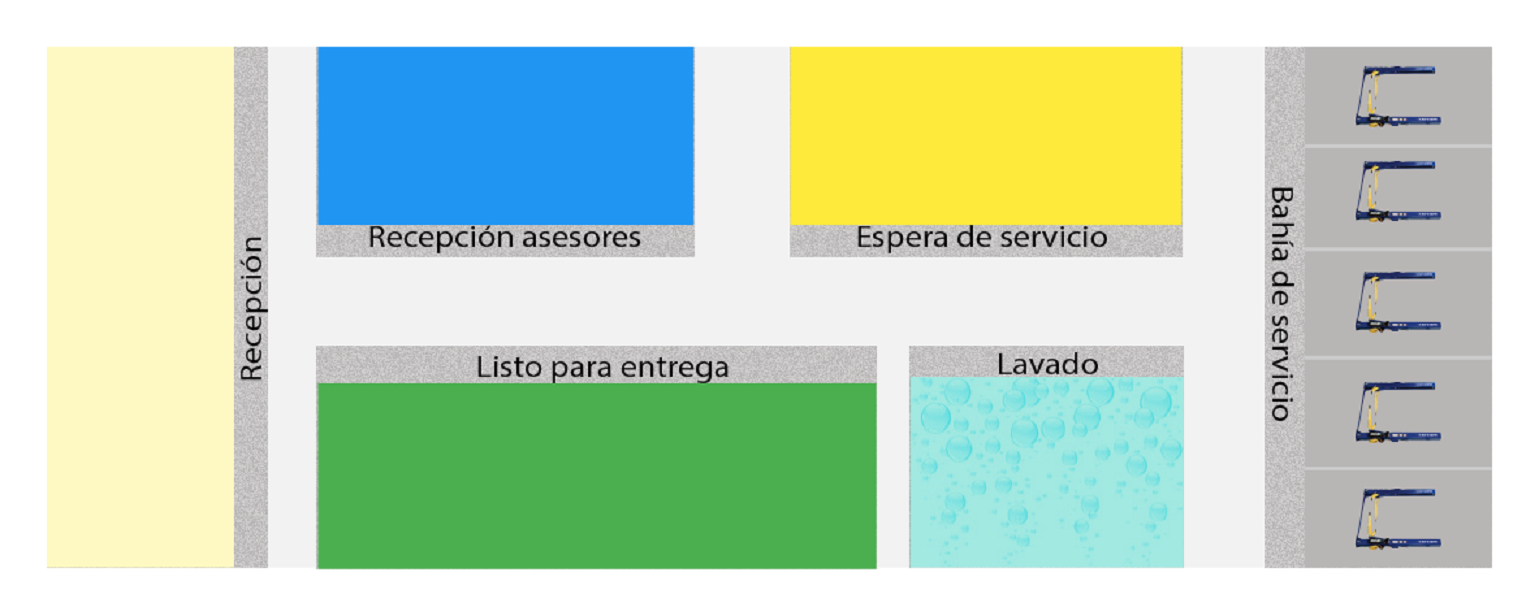 Recepción
Recepción asesores
Espera de servicio
Listo para entrega
Lavado
Bahía de servicio